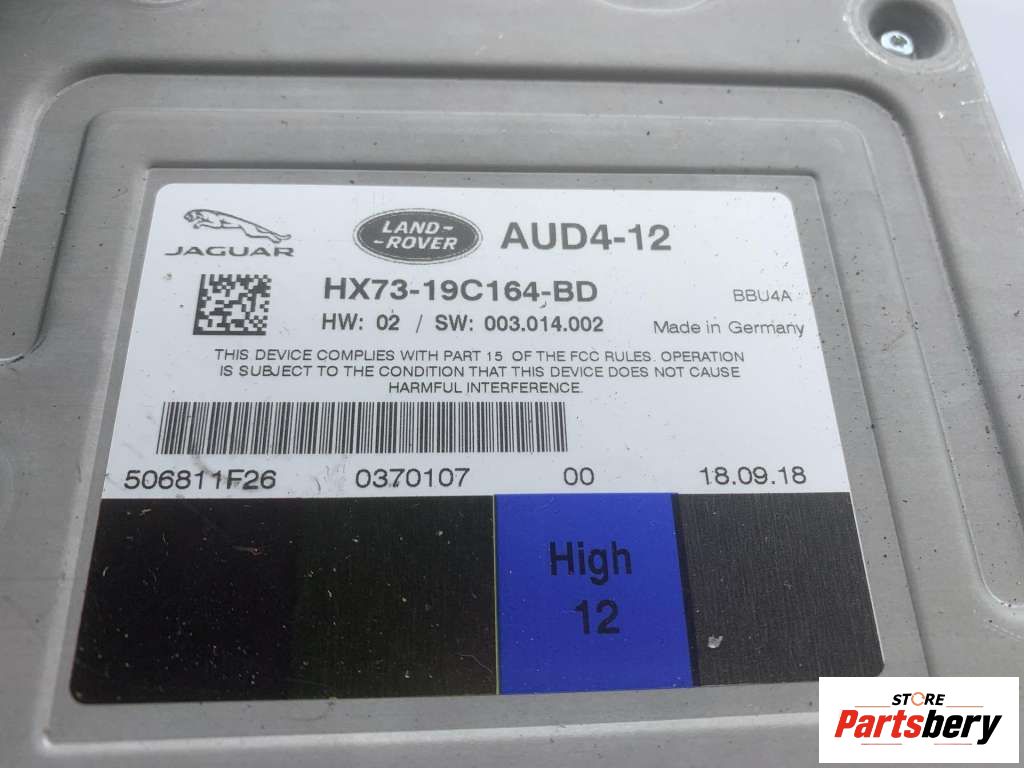 JAGUAR
LAND-
-ROVER
AUD4-12
HX73-19C164-BD
BBU4A
HW: 02 / SW: 003.014.002
Made in Germany
THIS DEVICE COMPLIES WITH PART 15 OF THE FCC RULES. OPERATION
IS SUBJECT TO THE CONDITION THAT THIS DEVICE DOES NOT CAUSE
HARMFUL INTERFERENCE.
506811F26 0370107 00 18.09.18
High
12
STORE
Partsbery